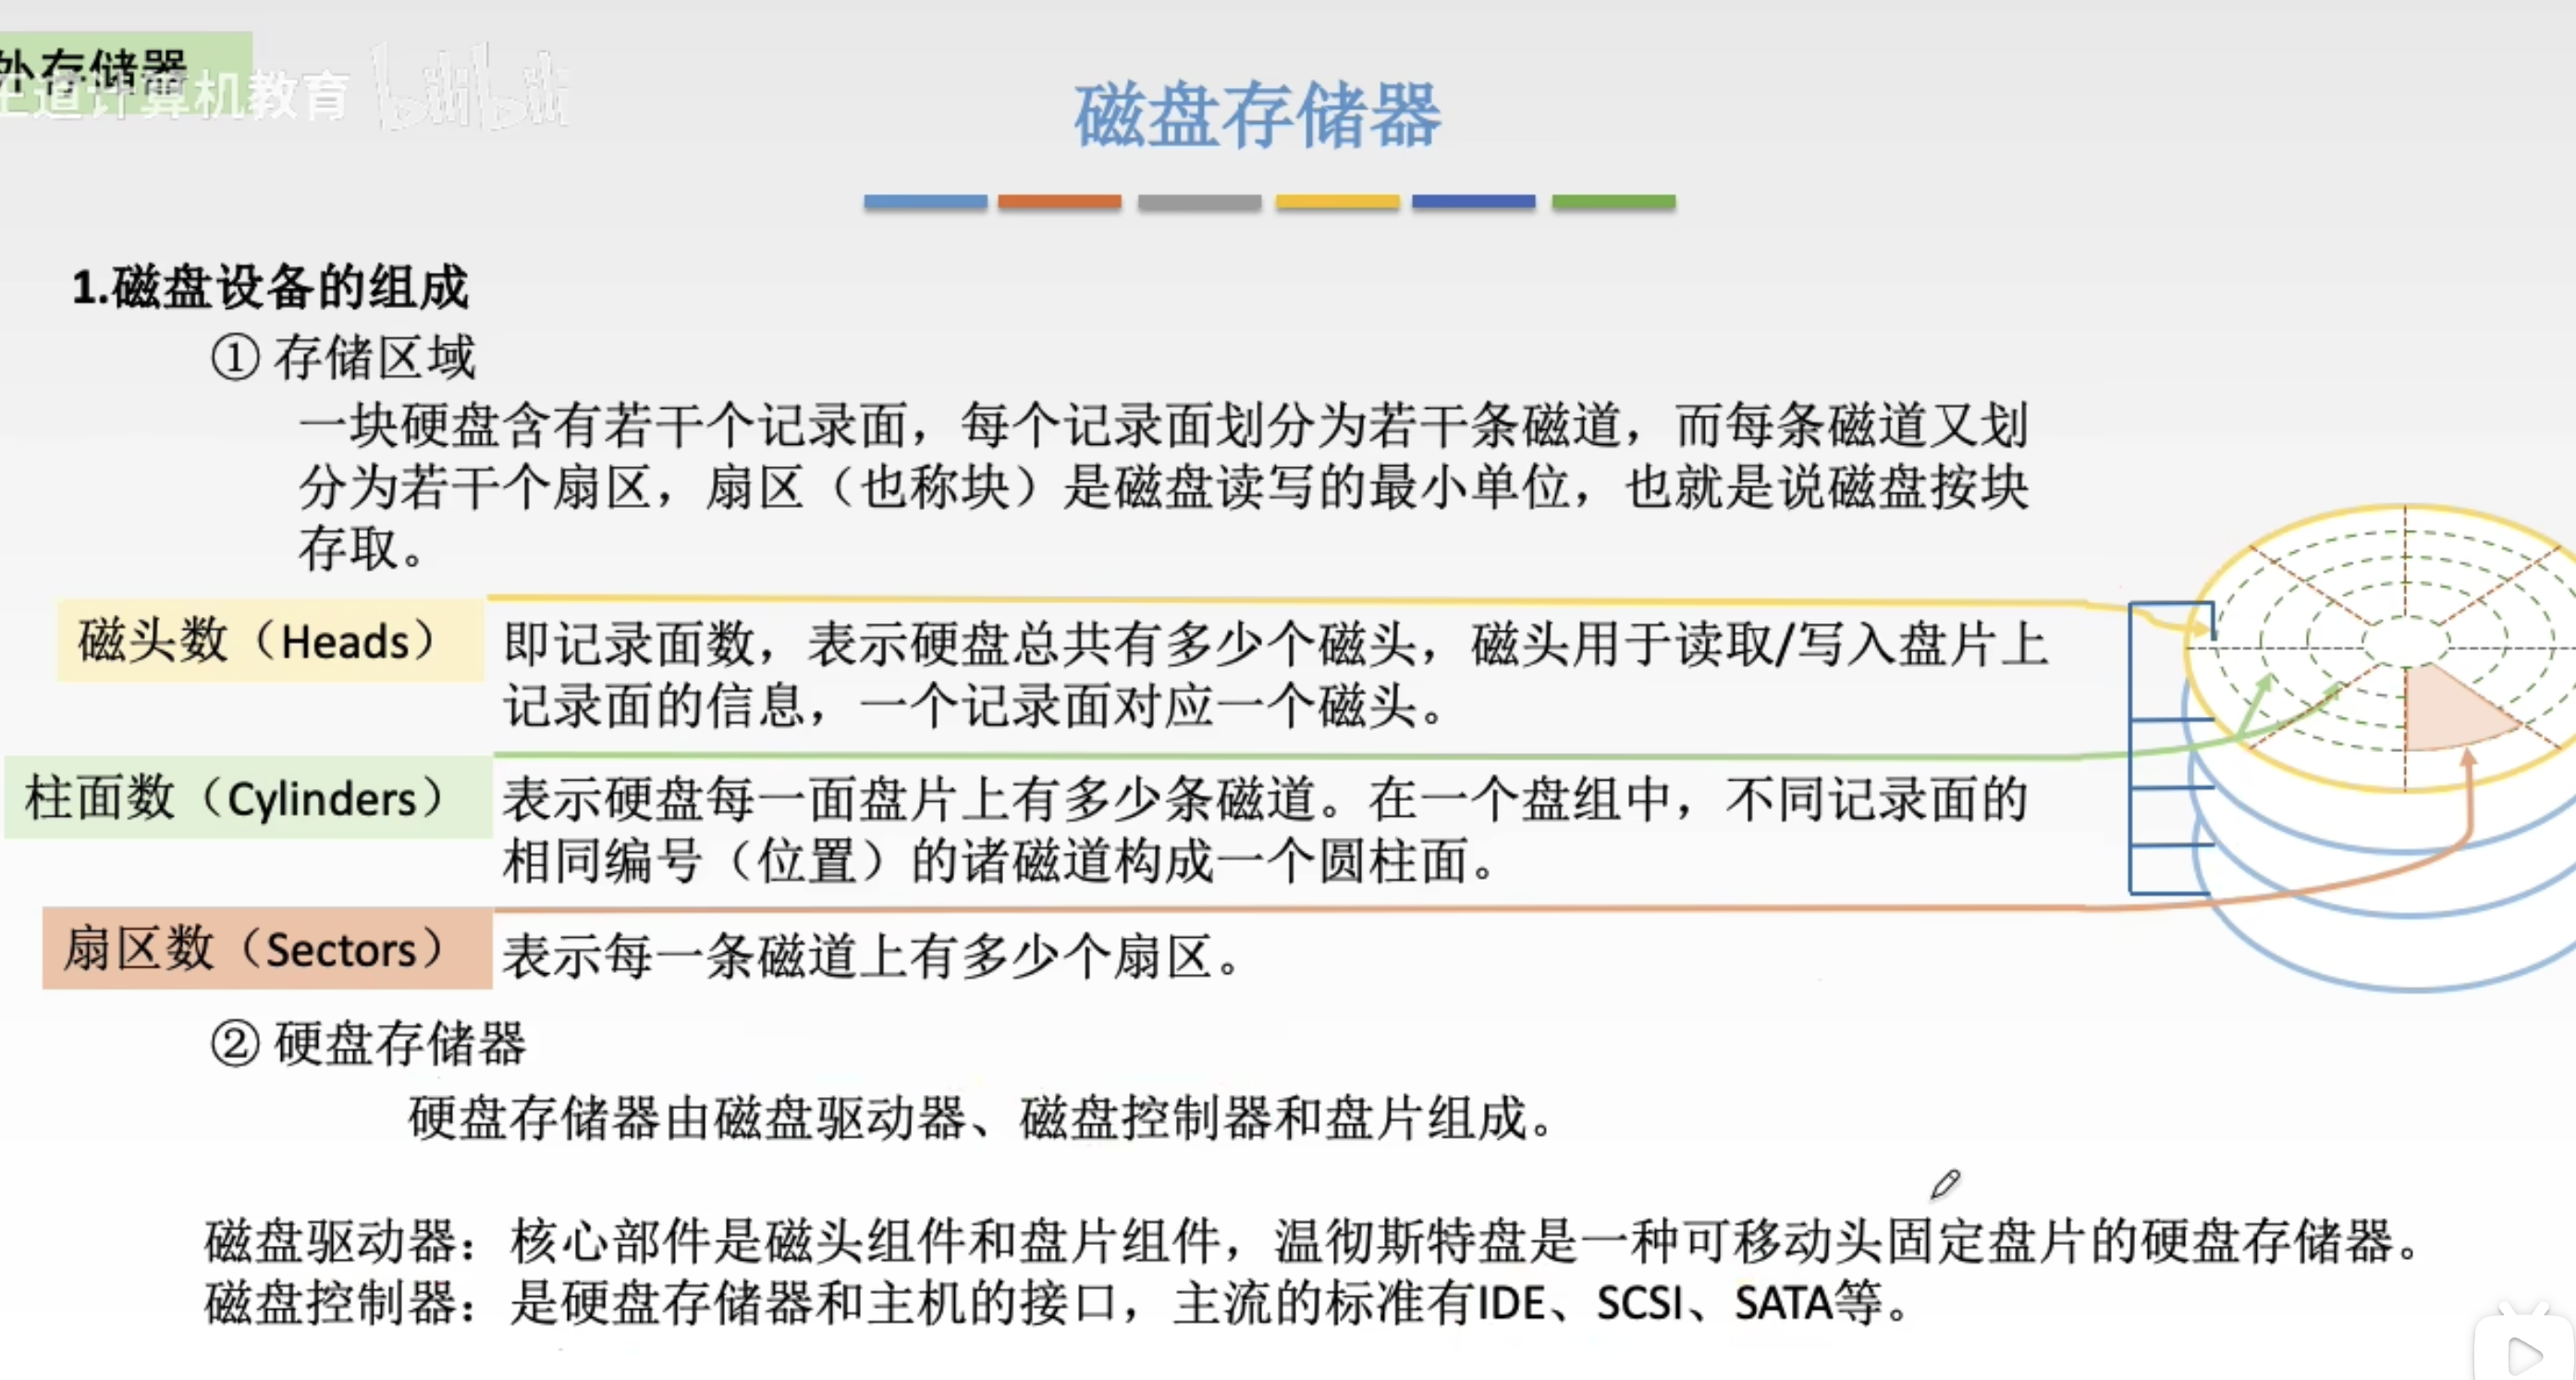 外存储器
王道计算机教育
bilibili
磁盘存储器
1.磁盘设备的组成
① 存储区域
一块硬盘含有若干个记录面，每个记录面划分为若干条磁道，而每条磁道又划
分为若干个扇区，扇区（也称块）是磁盘读写的最小单位，也就是说磁盘按块
存取。
磁头数（Heads）
即记录面数，表示硬盘总共有多少个磁头，磁头用于读取/写入盘片上
记录面的信息，一个记录面对应一个磁头。
柱面数（Cylinders）
表示硬盘每一面盘片上有多少条磁道。在一个盘组中，不同记录面的
相同编号（位置）的诸磁道构成一个圆柱面。
扇区数（Sectors）
表示每一条磁道上有多少个扇区。
② 硬盘存储器
硬盘存储器由磁盘驱动器、磁盘控制器和盘片组成。
磁盘驱动器：核心部件是磁头组件和盘片组件，温彻斯特盘是一种可移动头固定盘片的硬盘存储器。
磁盘控制器：是硬盘存储器和主机的接口，主流的标准有IDE、SCSI、SATA等。